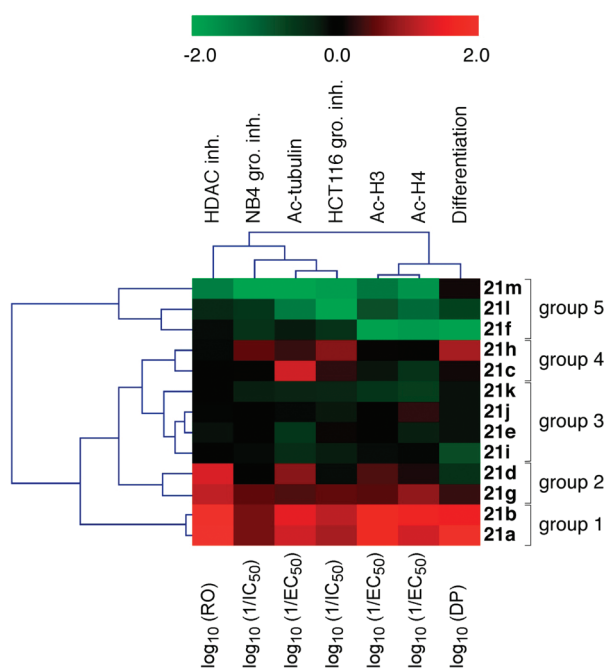 -2.0 0.0 2.0
HDAC inh.
NB4 gro. inh.
Ac-tubulin
HCT116 gro. inh.
Ac-H3
Ac-H4
Differentiation
21m
21l
21f
21h
21c
21k
21j
21e
21i
21d
21g
21b
21a
group 5
group 4
group 3
group 2
group 1
log10 (RO)
log10 (1/IC50)
log10 (1/EC50)
log10 (1/IC50)
log10 (1/EC50)
log10 (1/EC50)
log10 (DP)